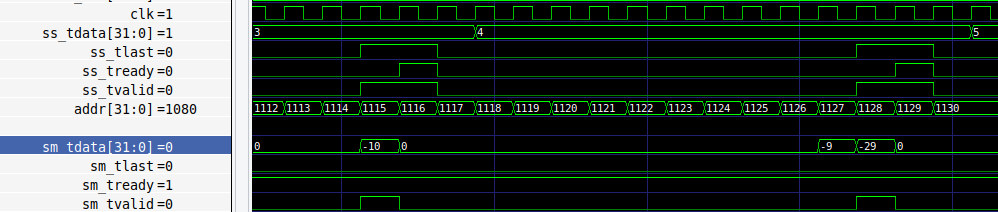 clk=1
ss_tdata[31:0]=1 3 4 5
ss_tlast=0
ss_tready=0
ss_tvalid=0
addr[31:0]=1080 1112 1113 1114 1115 1116 1117 1118 1119 1120 1121 1122 1123 1124 1125 1126 1127 1128 1129 1130
sm_tdata[31:0]=0 0 -10 0 -9 -29 0
sm_tlast=0
sm_tready=1
sm_tvalid=0